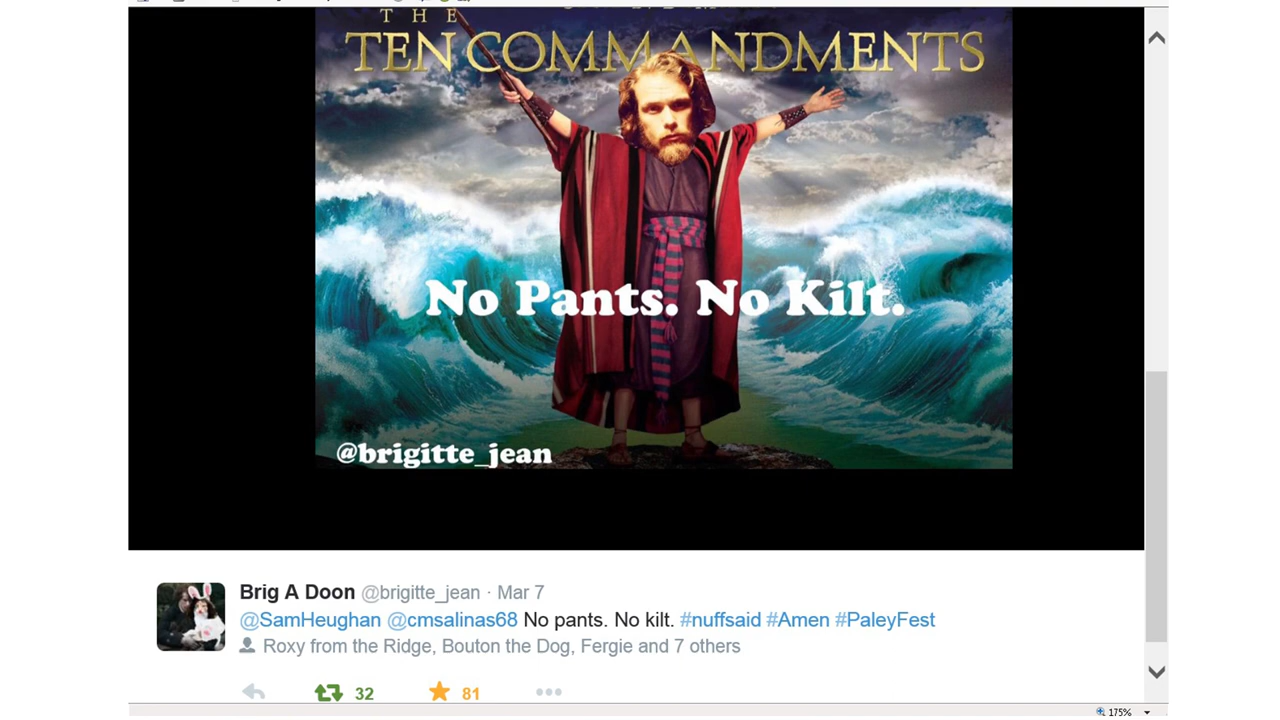 THE
TEN COMMANDMENTS
No Pants. No Kilt.
@brigitte_jean
Brig A Doon @brigitte_jean · Mar 7
@SamHeughan @cmsalinas68 No pants. No kilt. #nuffsaid #Amen #PaleyFest
Roxy from the Ridge, Bouton the Dog, Fergie and 7 others
32 81
175%